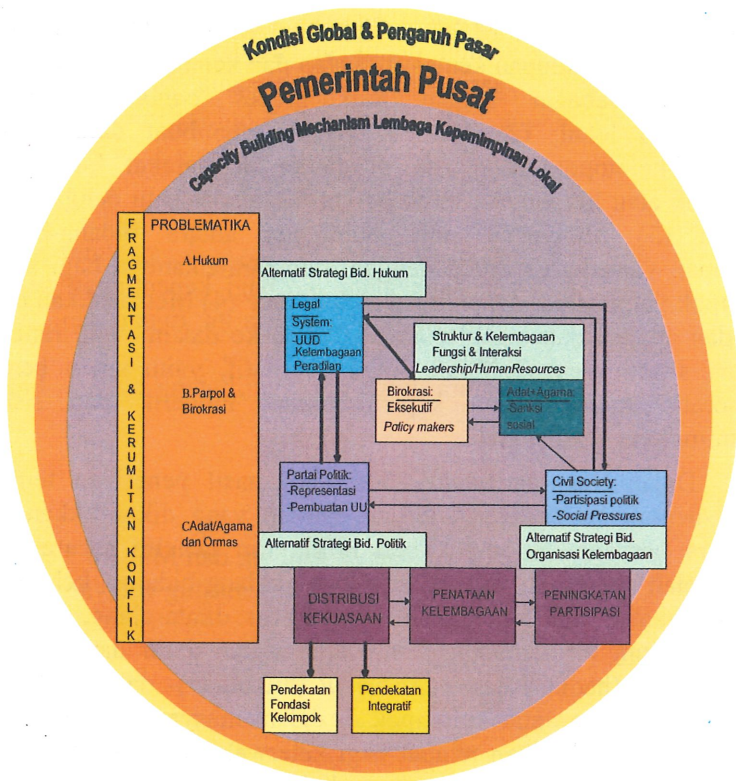 Kondisi Global & Pengaruh Pasar
Pemerintah Pusat
Capacity Building Mechanism Lembaga Kepemimpinan Lokal
FRAGMENTASI & KERUMITAN KONFLIK
PROBLEMATIKA
A.Hukum
B.Parpol &
Birokrasi
C.Adat/Agama
dan Ormas
Alternatif Strategi Bid. Hukum
Legal
System:
-UUD
-Kelembagaan
Peradilan
Struktur & Kelembagaan
Fungsi & Interaksi
Leadership/HumanResources
Birokrasi:
Eksekutif
Policy makers
Adat+Agama:
-Sanksi
sosial
Partai Politik:
-Representasi
-Pembuatan UU
Civil Society:
-Partisipasi politik
-Social Pressures
Alternatif Strategi Bid. Politik
Alternatif Strategi Bid.
Organisasi Kelembagaan
DISTRIBUSI
KEKUASAAN
PENATAAN
KELEMBAGAAN
PENINGKATAN
PARTISIPASI
Pendekatan
Fondasi
Kelompok
Pendekatan
Integratif